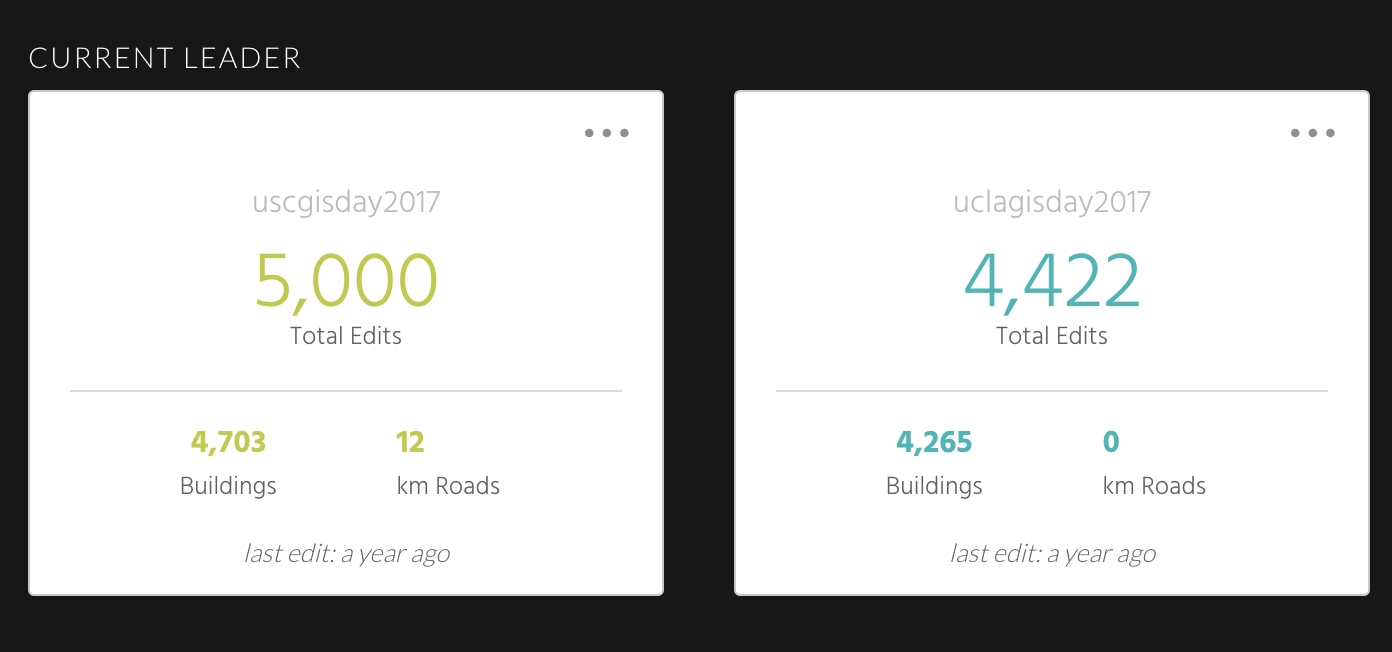 CURRENT LEADER
uscgisday2017
5,000
Total Edits
4,703
Buildings
12
km Roads
last edit: a year ago
uclagisday2017
4,422
Total Edits
4,265
Buildings
0
km Roads
last edit: a year ago